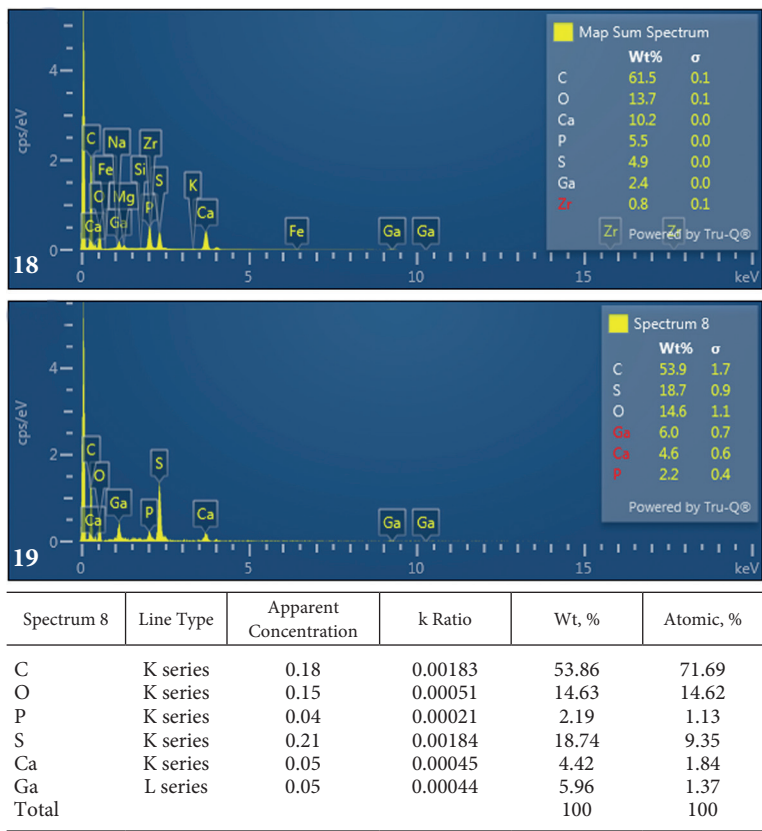 Map Sum Spectrum
Wt% σ
C 61.5 0.1
O 13.7 0.1
Ca 10.2 0.0
P 5.5 0.0
S 4.9 0.0
Ga 2.4 0.0
Zr 0.8 0.1
Powered by Tru-Q®
cps/eV
4
2
0
C Na Zr
Fe Si S K
O Mg P Ca
Ca Ga Fe Ga Ga Zr Zr
18
0 5 10 15 keV
Spectrum 8
Wt% σ
C 53.9 1.7
S 18.7 0.9
O 14.6 1.1
Ga 6.0 0.7
Ca 4.6 0.6
P 2.2 0.4
Powered by Tru-Q®
cps/eV
4
2
0
C S
O
Ga P Ca
Ca Ga Ga
19
0 5 10 15 keV
Spectrum 8 Line Type Apparent Concentration k Ratio Wt, % Atomic, %
C K series 0.18 0.00183 53.86 71.69
O K series 0.15 0.00051 14.63 14.62
P K series 0.04 0.00021 2.19 1.13
S K series 0.21 0.00184 18.74 9.35
Ca K series 0.05 0.00045 4.42 1.84
Ga L series 0.05 0.00044 5.96 1.37
Total 100 100